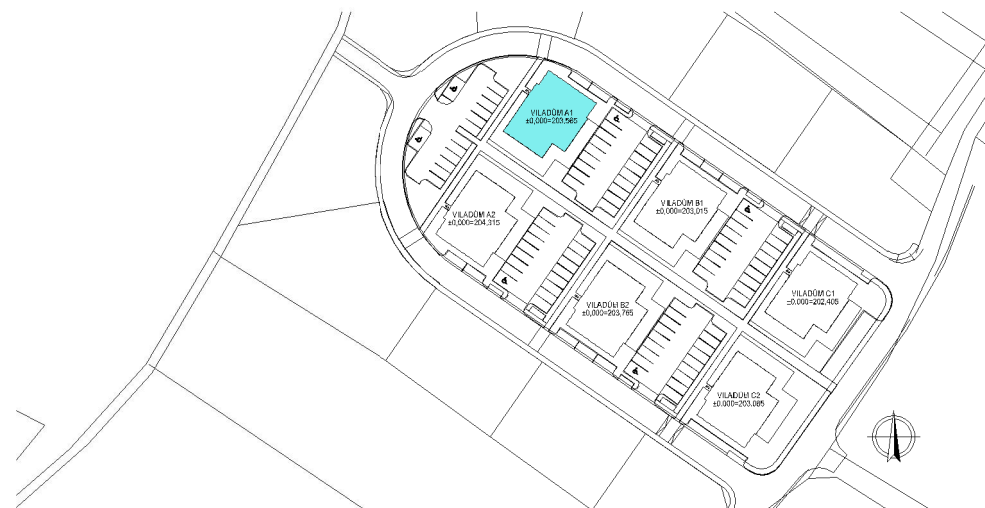 VILADŮM A1
±0,000=203,585
VILADŮM B1
±0,000=203,015
VILADŮM A2
±0,000=204,315
VILADŮM C1
±0,000=202,405
VILADŮM B2
±0,000=203,765
VILADŮM C2
±0,000=203,085